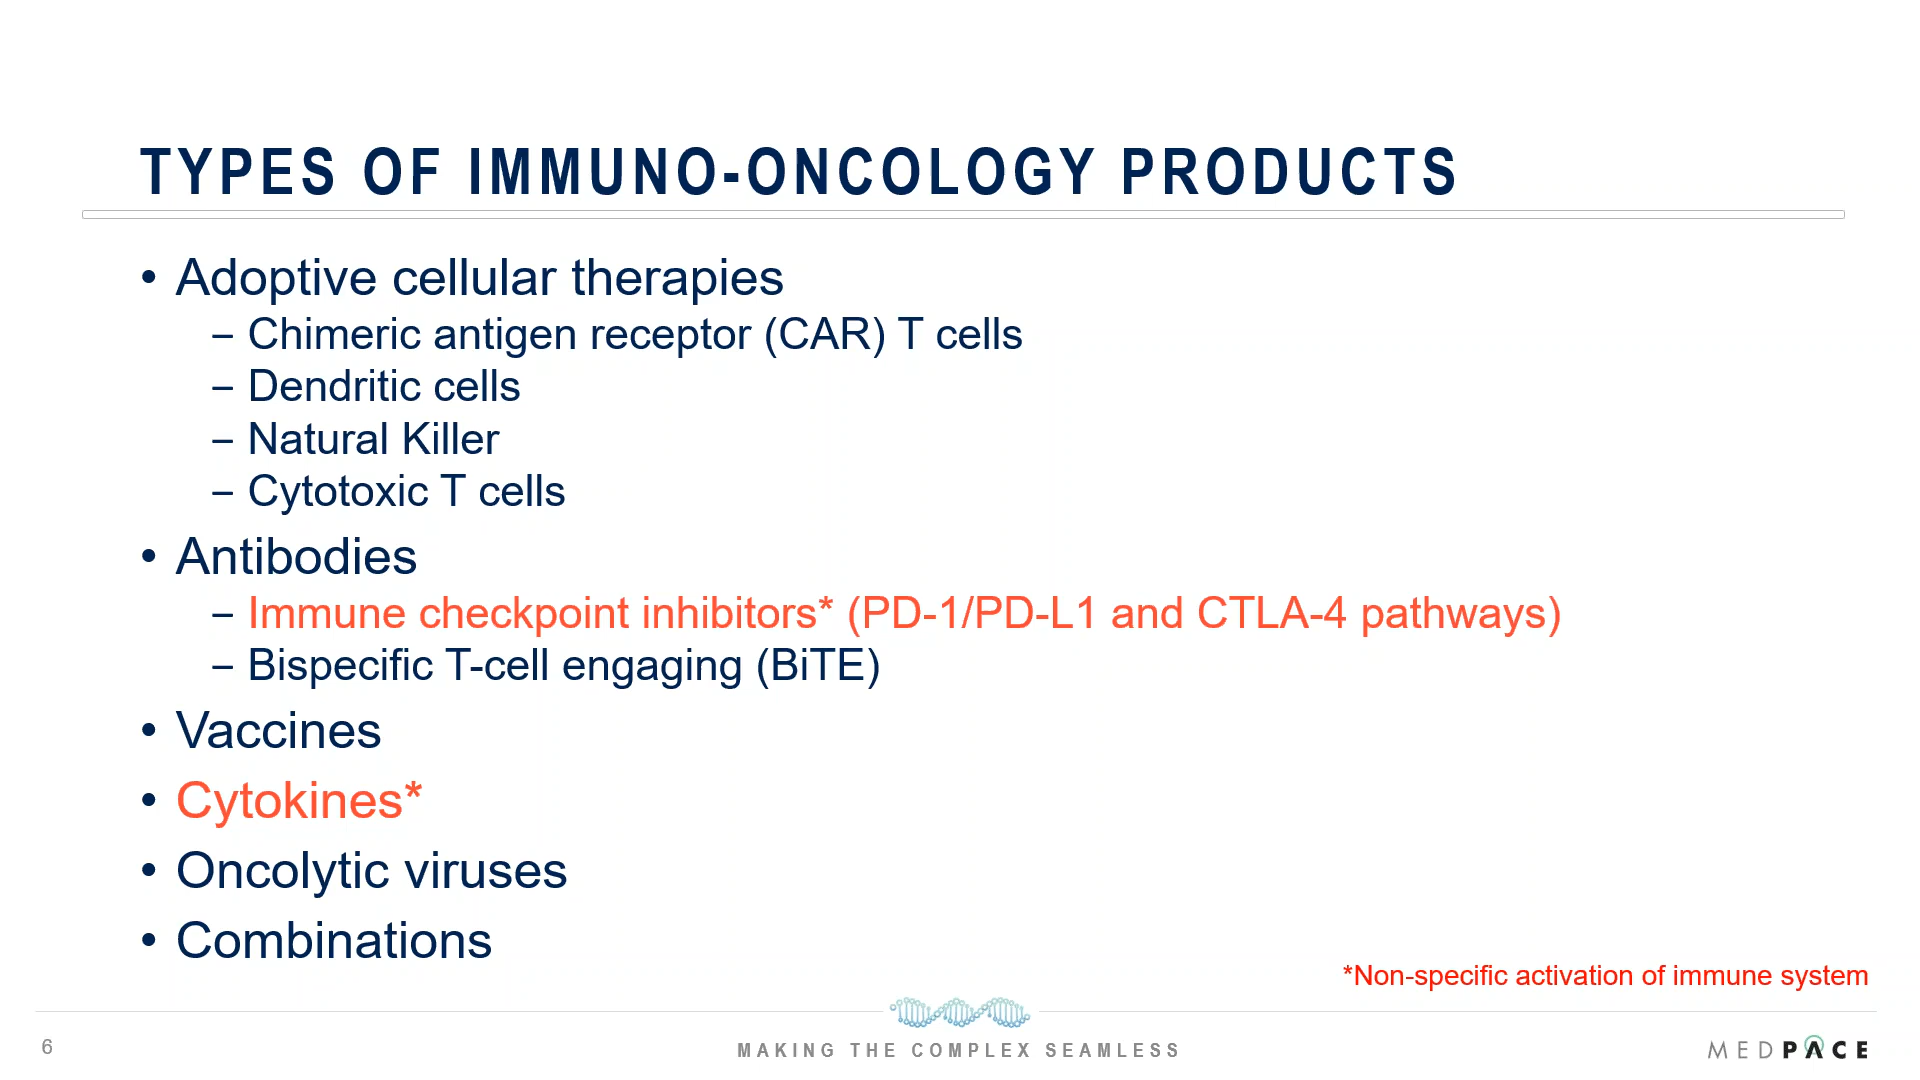 TYPES OF IMMUNO-ONCOLOGY PRODUCTS
• Adoptive cellular therapies
– Chimeric antigen receptor (CAR) T cells
– Dendritic cells
– Natural Killer
– Cytotoxic T cells
• Antibodies
– Immune checkpoint inhibitors* (PD-1/PD-L1 and CTLA-4 pathways)
– Bispecific T-cell engaging (BiTE)
• Vaccines
• Cytokines*
• Oncolytic viruses
• Combinations
*Non-specific activation of immune system
6
MAKING THE COMPLEX SEAMLESS
MEDPACE